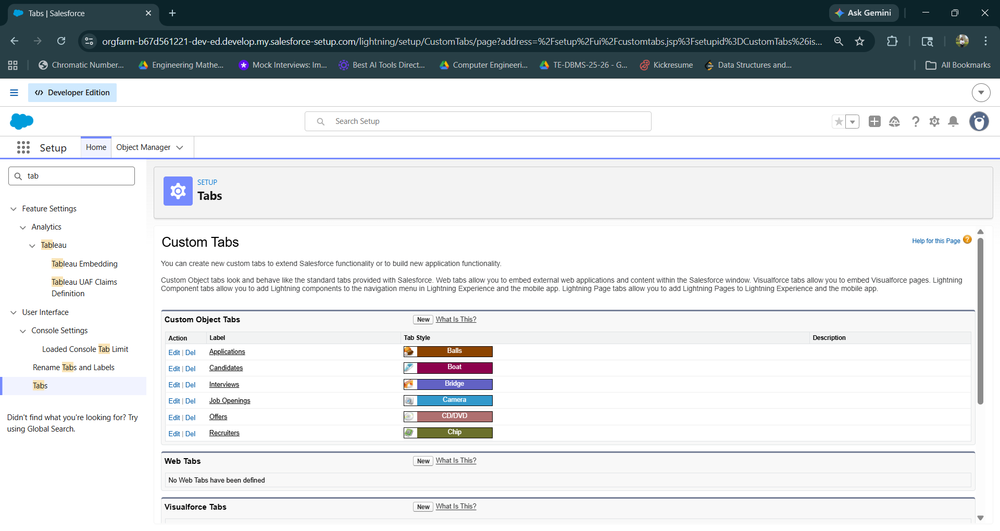 Tabs | Salesforce
Ask Gemini
orgfarm-b67d561221-dev-ed.develop.my.salesforce-setup.com/lightning/setup/CustomTabs/page?address=%2Fsetup%2Fui%2Fcustomtabs.jsp%3Fsetupid%3DCustomTabs%26is...
Chromatic Number...
Engineering Mathe...
Mock Interviews: Im...
Best AI Tools Direct...
Computer Engineeri...
TE-DBMS-25-26 - G...
Kickresume
Data Structures and...
All Bookmarks
Developer Edition
Search Setup
Setup
Home
Object Manager
tab
Feature Settings
Analytics
Tableau
Tableau Embedding
Tableau UAF Claims
Definition
User Interface
Console Settings
Loaded Console Tab Limit
Rename Tabs and Labels
Tabs
Didn't find what you're looking for? Try
using Global Search.
SETUP
Tabs
Custom Tabs
Help for this Page
You can create new custom tabs to extend Salesforce functionality or to build new application functionality.
Custom Object tabs look and behave like the standard tabs provided with Salesforce. Web tabs allow you to embed external web applications and content within the Salesforce window. Visualforce tabs allow you to embed Visualforce pages. Lightning
Component tabs allow you to add Lightning components to the navigation menu in Lightning Experience and the mobile app. Lightning Page tabs allow you to add Lightning Pages to Lightning Experience and the mobile app.
Custom Object Tabs New What Is This?
Action Label Tab Style Description
Edit | Del Applications Balls
Edit | Del Candidates Boat
Edit | Del Interviews Bridge
Edit | Del Job Openings Camera
Edit | Del Offers CD/DVD
Edit | Del Recruiters Chip
Web Tabs New What Is This?
No Web Tabs have been defined
Visualforce Tabs New What Is This?